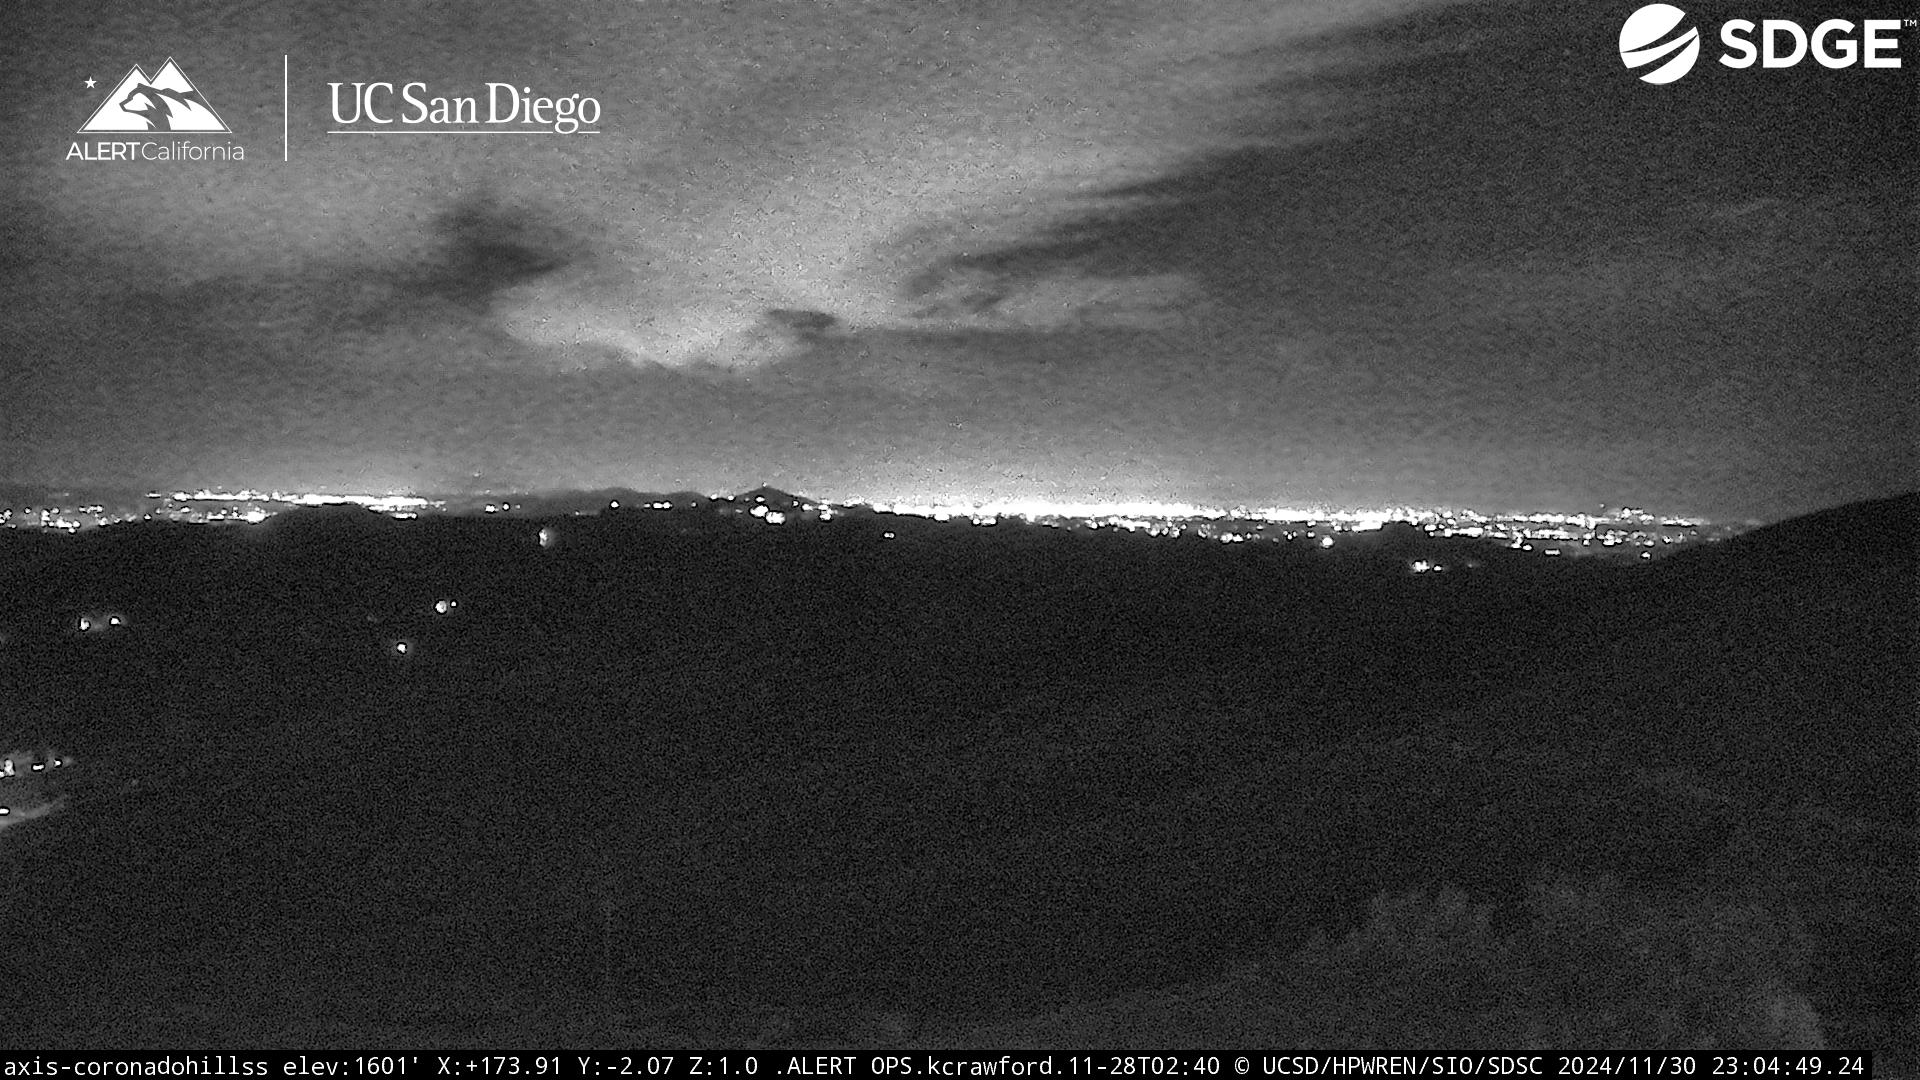 ALERTCalifornia
UC San Diego
SDGE™
axis-coronadohillss elev:1601' X:+173.91 Y:-2.07 Z:1.0 .ALERT OPS.kcrawford.11-28T02:40 © UCSD/HPWREN/SIO/SDSC 2024/11/30 23:04:49.24